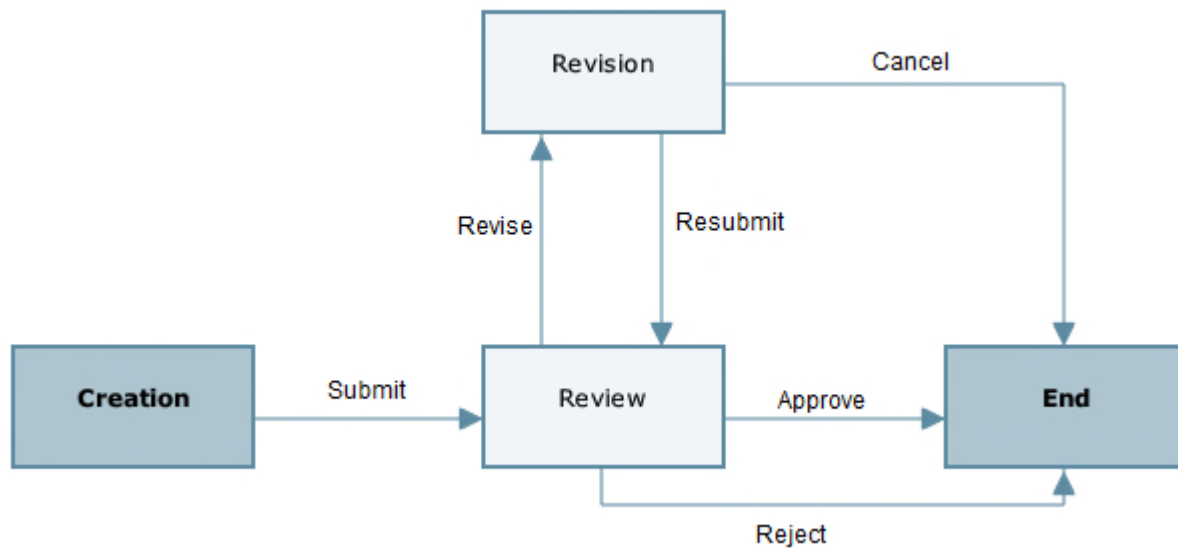 Revision
Cancel
Revise
Resubmit
Creation
Submit
Review
Approve
End
Reject